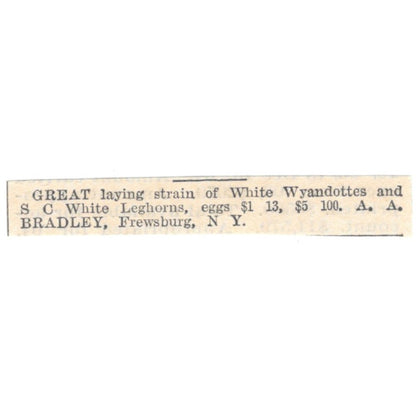 GREAT laying strain of White Wyandottes and
S C White Leghorns, eggs $1 13, $5 100. A. A.
BRADLEY, Frewsburg, N Y.